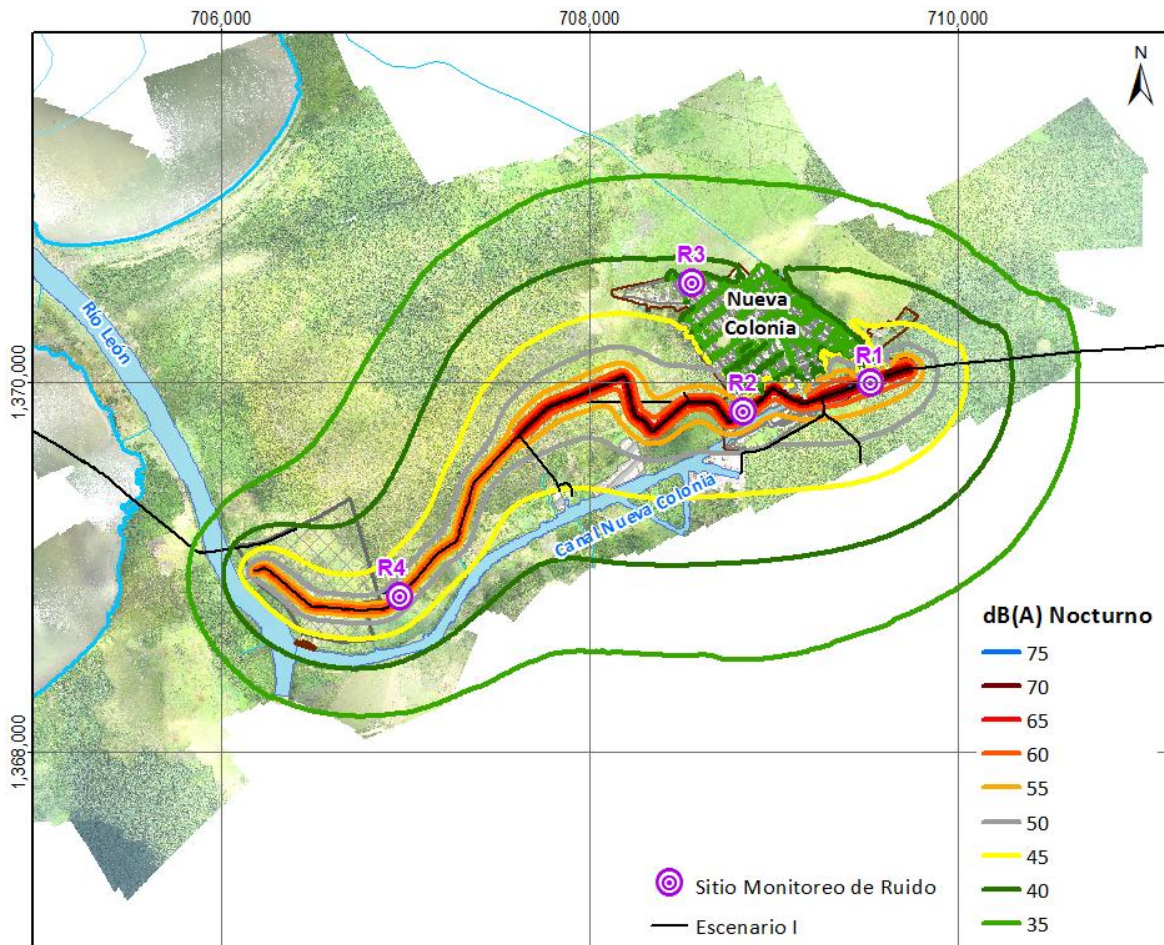 706,000
708,000
710,000
N
R3
Nueva
Colonia
Río León
R1
1,370,000
R2
Canal Nueva Colonia
R4
dB(A) Nocturno
75
70
65
1,368,000
60
55
50
45
Sitio Monitoreo de Ruido
40
Escenario I
35